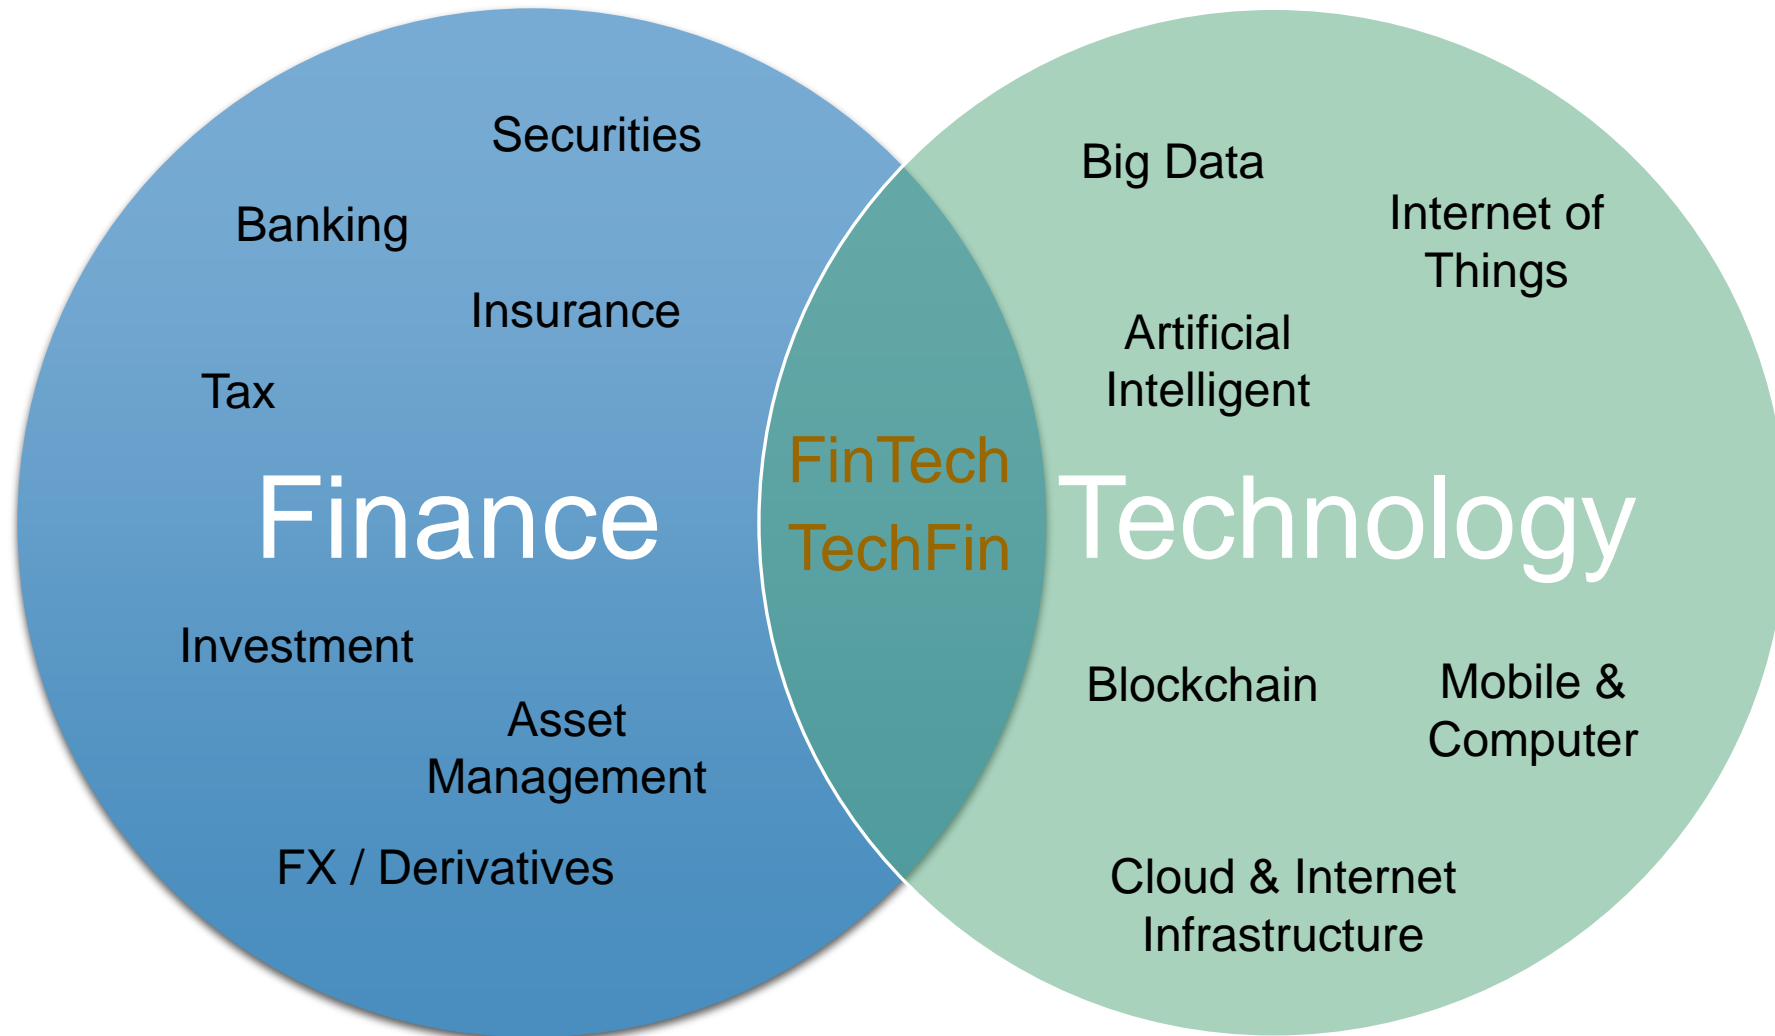 Securities
Banking
Insurance
Tax
Finance
Investment
Asset
Management
FX / Derivatives
FinTech
TechFin
Big Data
Internet of
Things
Artificial
Intelligent
Technology
Blockchain
Mobile &
Computer
Cloud & Internet
Infrastructure